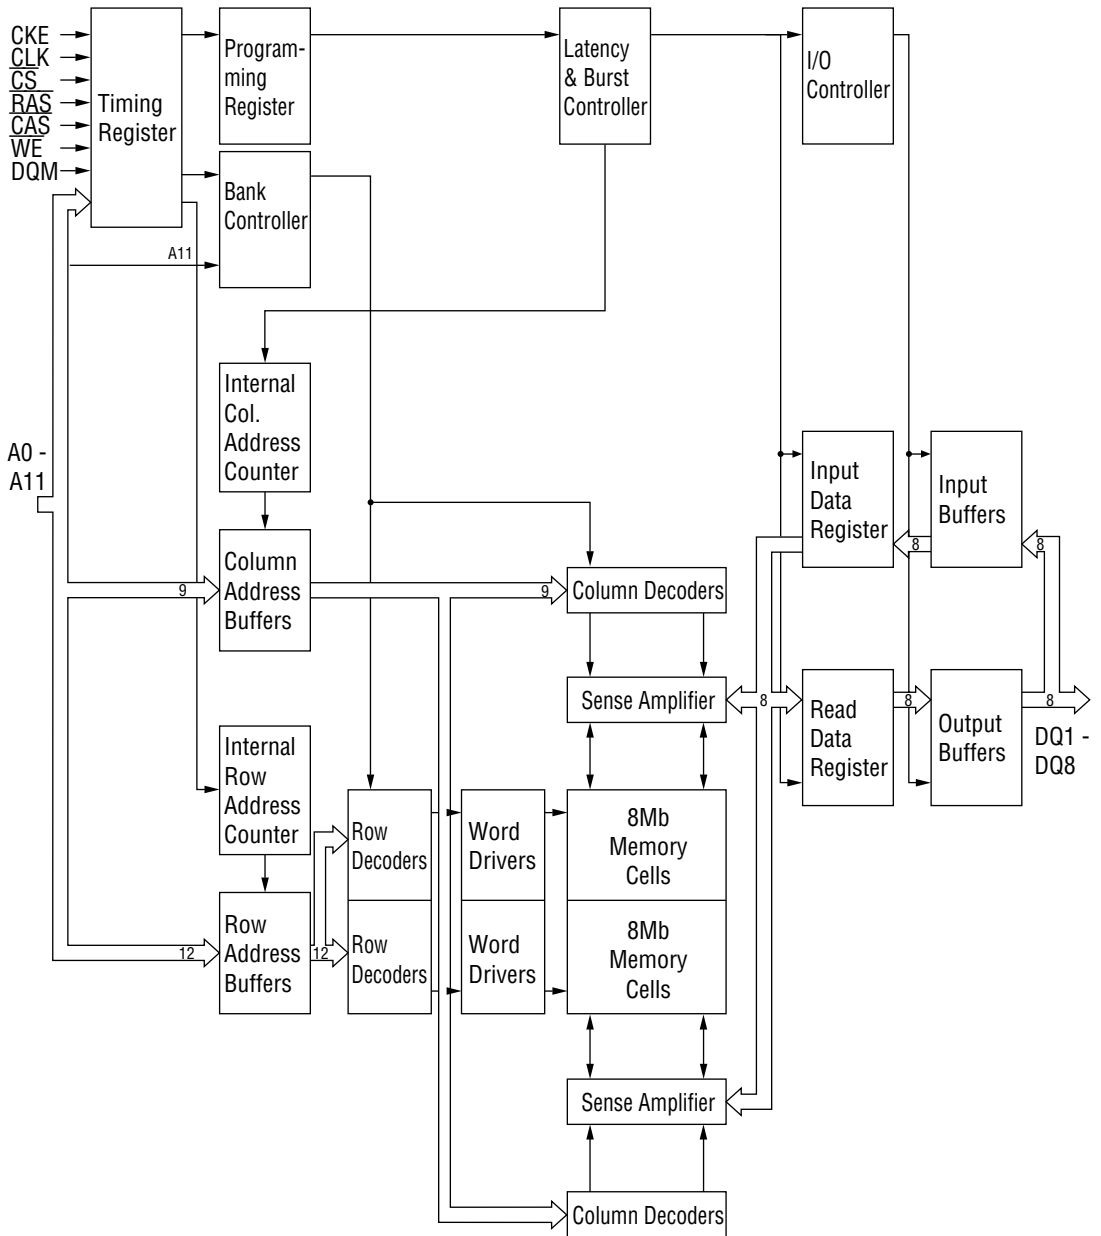 CKE
CLK
CS
RAS
CAS
WE
DQM
Timing
Register
Program-
ming
Register
Latency
& Burst
Controller
I/O
Controller
Bank
Controller
A11
Internal
Col.
Address
Counter
A0 -
A11
Input
Data
Register
8
Input
Buffers
8
Column
Address
Buffers
9
9
Column Decoders
Sense Amplifier
8
Read
Data
Register
8
Output
Buffers
8
DQ1 -
DQ8
Internal
Row
Address
Counter
Row
Decoders
Word
Drivers
8Mb
Memory
Cells
Row
Address
Buffers
12
12
Row
Decoders
Word
Drivers
8Mb
Memory
Cells
Sense Amplifier
Column Decoders